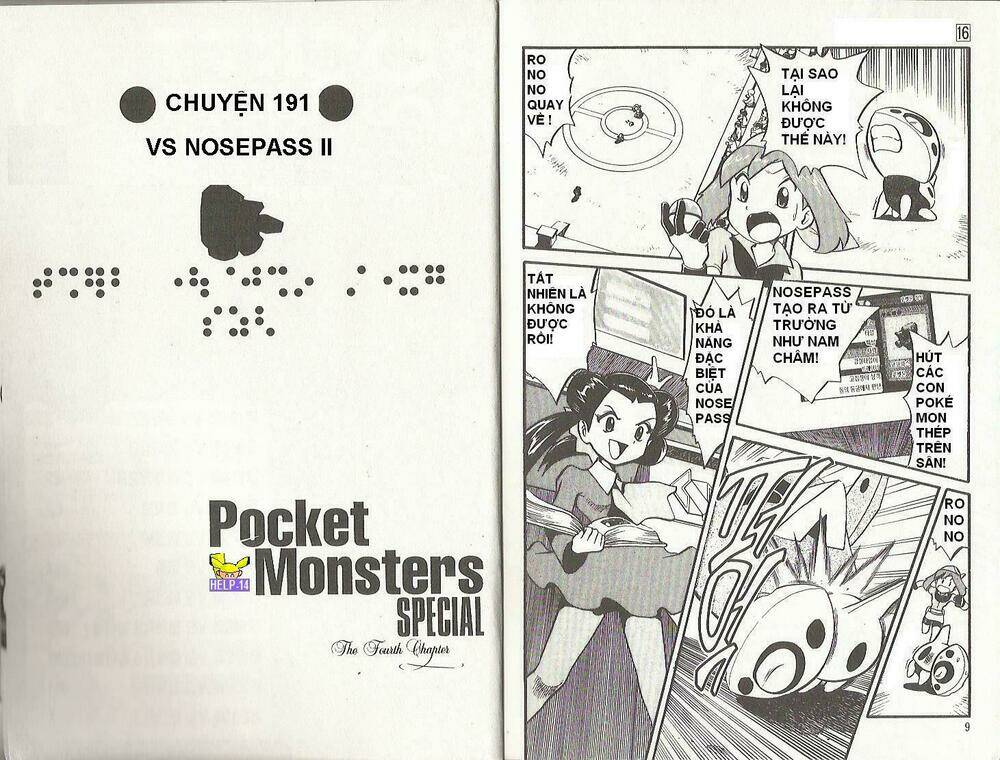 CHUYỆN 191
VS NOSEPASS II
Pocket
Monsters
HELP-14
SPECIAL
The Fourth Chapter
16
RO
NO
NO
QUAY
VỀ !
TẠI SAO
LẠI
KHÔNG
ĐƯỢC
THẾ NÀY!
TẤT
NHIÊN LÀ
KHÔNG
ĐƯỢC
RỒI!
ĐÓ LÀ
KHẢ
NĂNG
ĐẶC
BIỆT
CỦA
NOSE
PASS
NOSEPASS
TẠO RA TỪ
TRƯỜNG
NHƯ NAM
CHÂM!
HÚT
CÁC
CON
POKÉ
MON
THÉP
TRÊN
SÂN!
RO
NO
NO
9